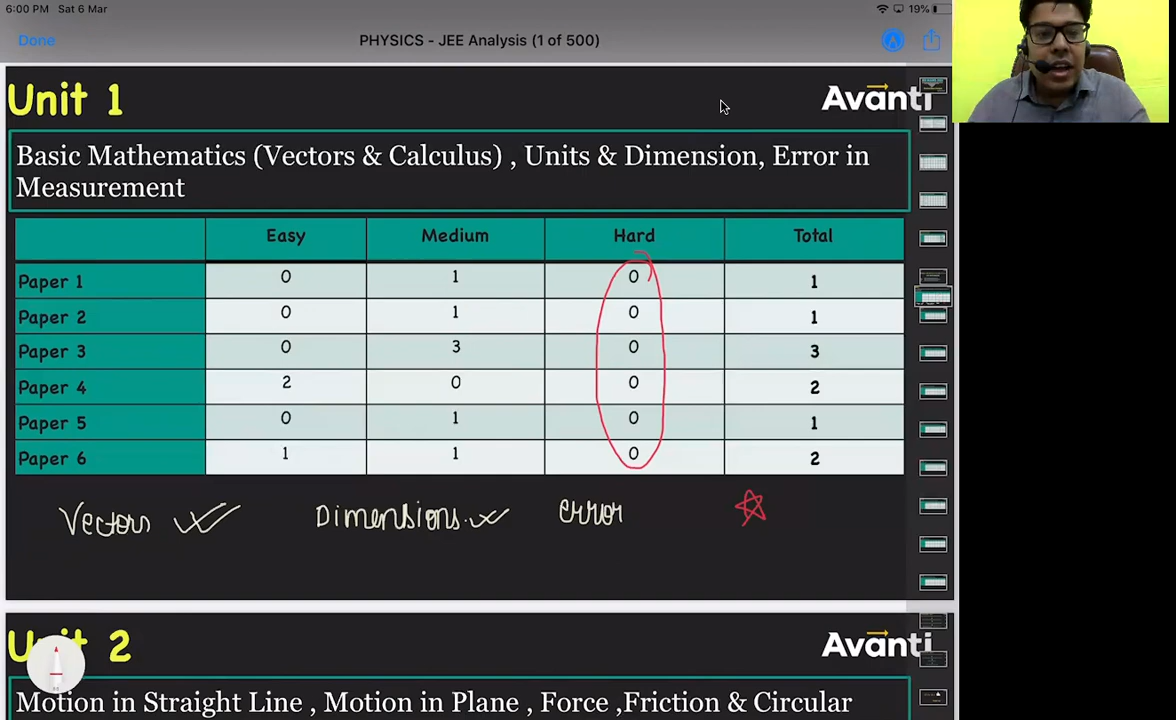 6:00 PM Sat 6 Mar 19%
Done PHYSICS - JEE Analysis (1 of 500)
Unit 1 Avanti
Basic Mathematics (Vectors & Calculus) , Units & Dimension, Error in
Measurement
Easy Medium Hard Total
Paper 1 0 1 0 1
Paper 2 0 1 0 1
Paper 3 0 3 0 3
Paper 4 2 0 0 2
Paper 5 0 1 0 1
Paper 6 1 1 0 2
Vectors Dimensions. error
Unit 2 Avanti
Motion in Straight Line , Motion in Plane , Force ,Friction & Circular